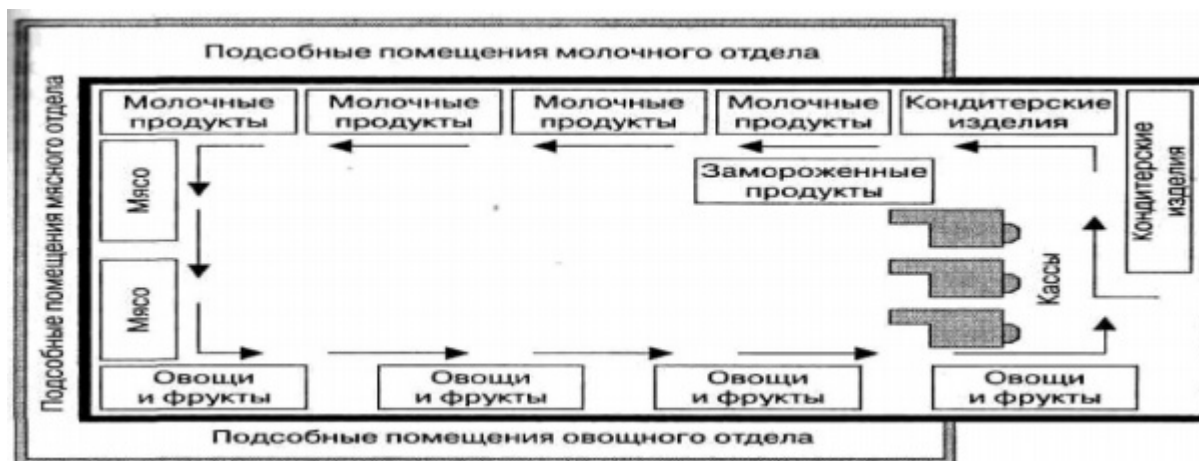 Подсобные помещения молочного отдела
Подсобные помещения мясного отдела
Молочные
продукты
Молочные
продукты
Молочные
продукты
Молочные
продукты
Кондитерские
изделия
Кондитерские
изделия
Замороженные
продукты
Мясо
Мясо
Кассы
Овощи
и фрукты
Овощи
и фрукты
Овощи
и фрукты
Овощи
и фрукты
Подсобные помещения овощного отдела